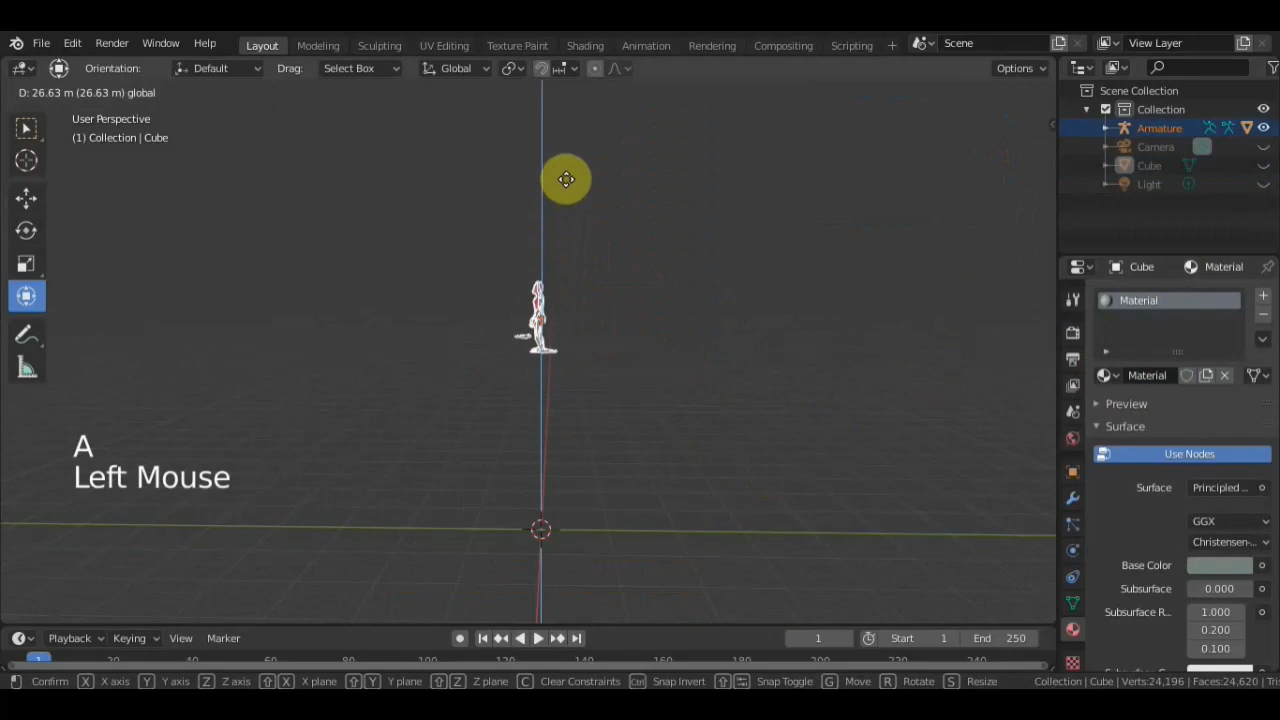 File Edit Render Window Help Layout Modeling Sculpting UV Editing Texture Paint Shading Animation Rendering Compositing Scripting + Scene View Layer
Orientation: Default Drag: Select Box Global Options
D: 26.63 m (26.63 m) global
User Perspective
(1) Collection | Cube
Scene Collection
Collection
Armature
Camera
Cube
Light
Cube Material
Material
Material
Preview
Surface
Use Nodes
Surface Principled ...
GGX
Christensen-...
Base Color
Subsurface 0.000
Subsurface R... 1.000
0.200
0.100
A
Left Mouse
Playback Keying View Marker 1 Start 1 End 250
1 20 40 60 80 100 120 140 160 180 200 220 240
Confirm X X axis Y Y axis Z Z axis X X plane Y Y plane Z Z plane C Clear Constraints Ctrl Snap Invert Snap Toggle G Move R Rotate S Resize Collection | Cube | Verts:24,196 | Faces:24,620 | Tris